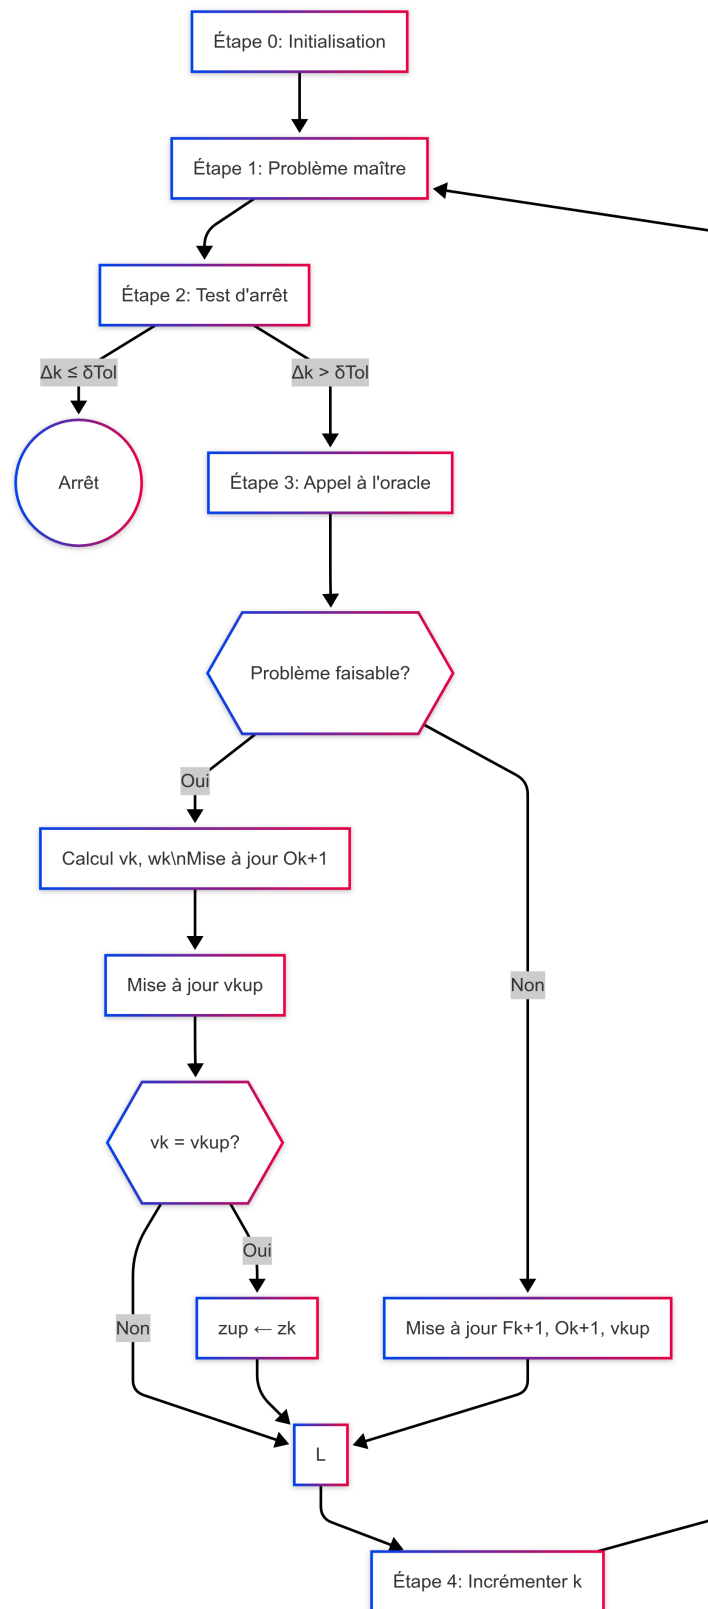 Étape 0: Initialisation
Étape 1: Problème maître
Étape 2: Test d'arrêt
Δk ≤ δTol
Δk > δTol
Arrêt
Étape 3: Appel à l'oracle
Problème faisable?
Oui
Calcul vk, wk\nMise à jour Ok+1
Mise à jour vkup
Non
vk = vkup?
Oui
Non
zup ← zk
Mise à jour Fk+1, Ok+1, vkup
L
Étape 4: Incrémenter k